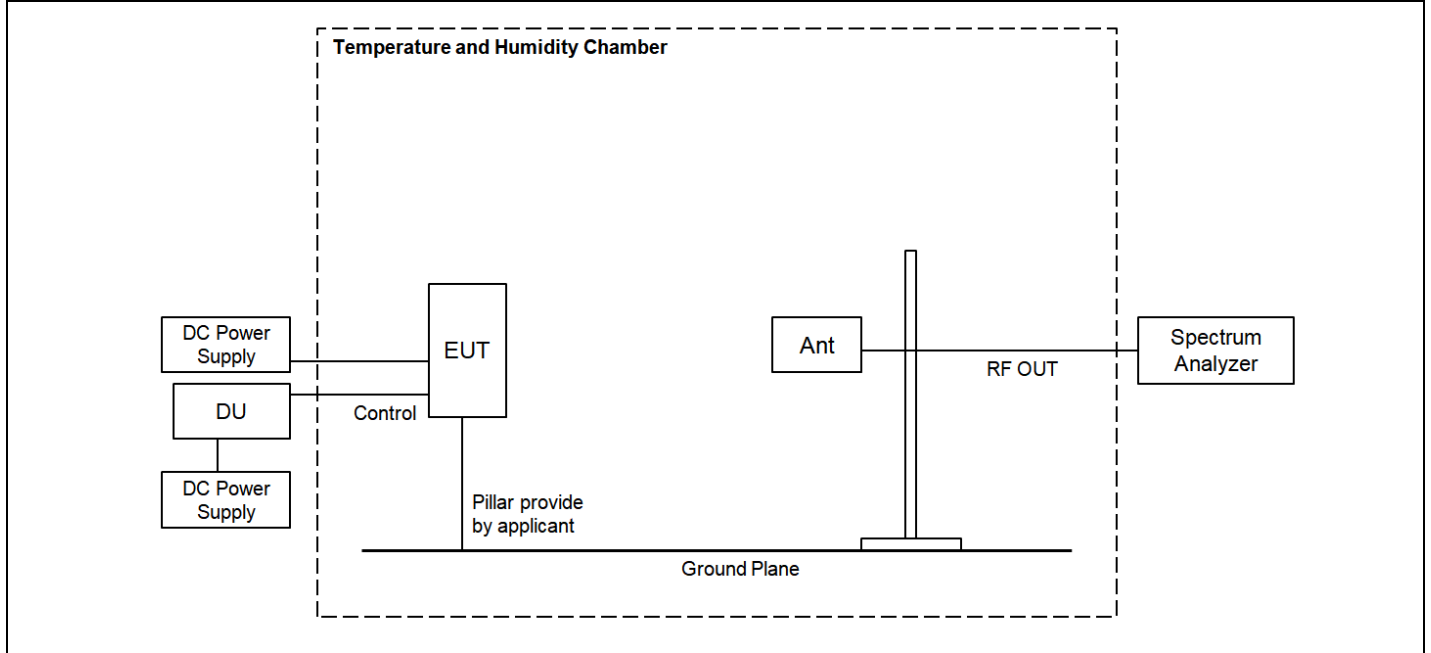 Temperature and Humidity Chamber
DC Power
Supply
EUT
Ant
Spectrum
Analyzer
RF OUT
DU
Control
DC Power
Supply
Pillar provide
by applicant
Ground Plane